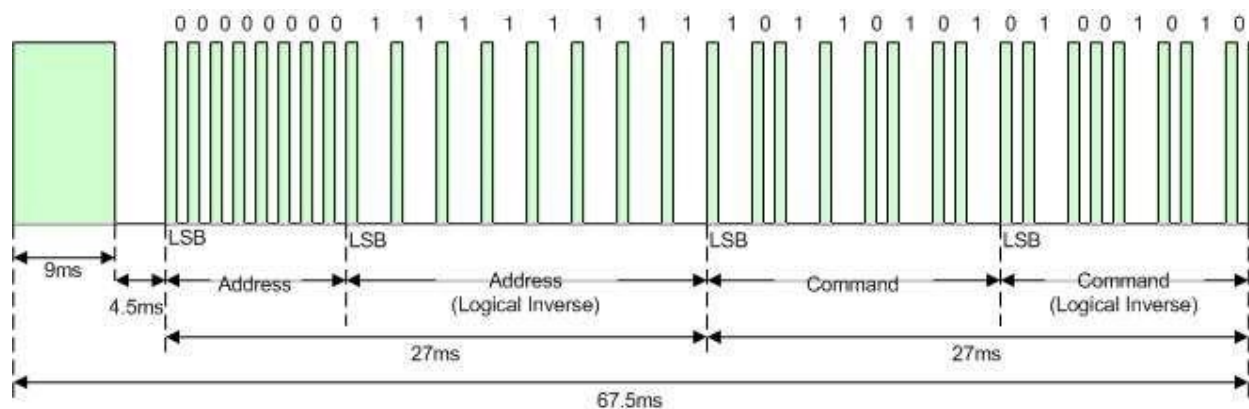 0 0 0 0 0 0 0 0 1 1 1 1 1 1 1 1 1 0 1 1 0 1 0 1 0 1 0 0 1 0 1 0
LSB LSB LSB LSB
9ms
4.5ms
Address
Address
(Logical Inverse)
Command
Command
(Logical Inverse)
27ms 27ms
67.5ms